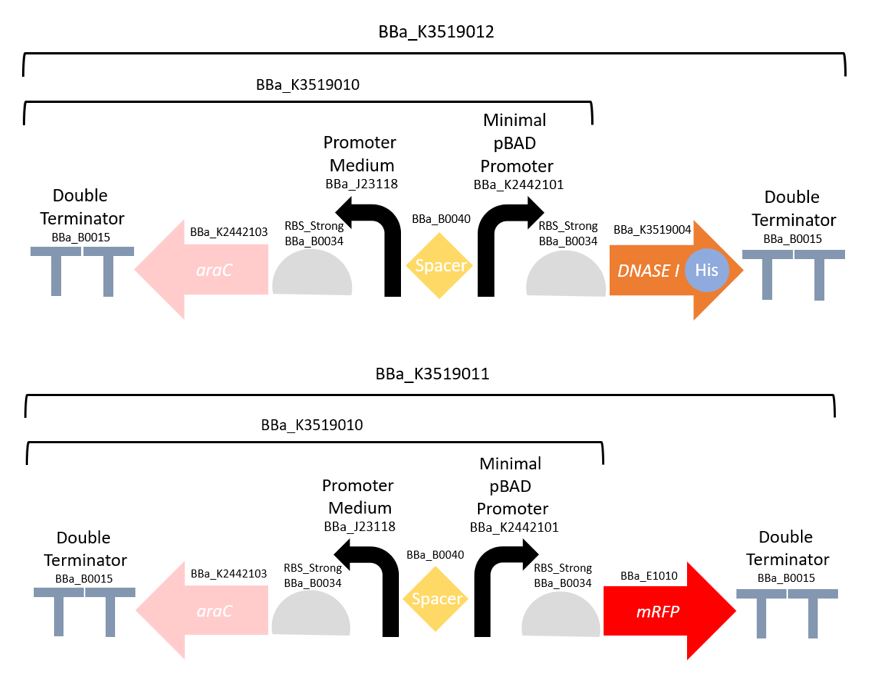 BBa_K3519012
BBa_K3519010
Promoter
Medium
BBa_J23118
Minimal
pBAD
Promoter
BBa_K2442101
Double
Terminator
BBa_B0015
BBa_K2442103
araC
RBS_Strong
BBa_B0034
BBa_B0040
Spacer
RBS_Strong
BBa_B0034
BBa_K3519004
DNASE I
His
Double
Terminator
BBa_B0015
BBa_K3519011
BBa_K3519010
Promoter
Medium
BBa_J23118
Minimal
pBAD
Promoter
BBa_K2442101
Double
Terminator
BBa_B0015
BBa_K2442103
araC
RBS_Strong
BBa_B0034
BBa_B0040
Spacer
RBS_Strong
BBa_B0034
BBa_E1010
mRFP
Double
Terminator
BBa_B0015